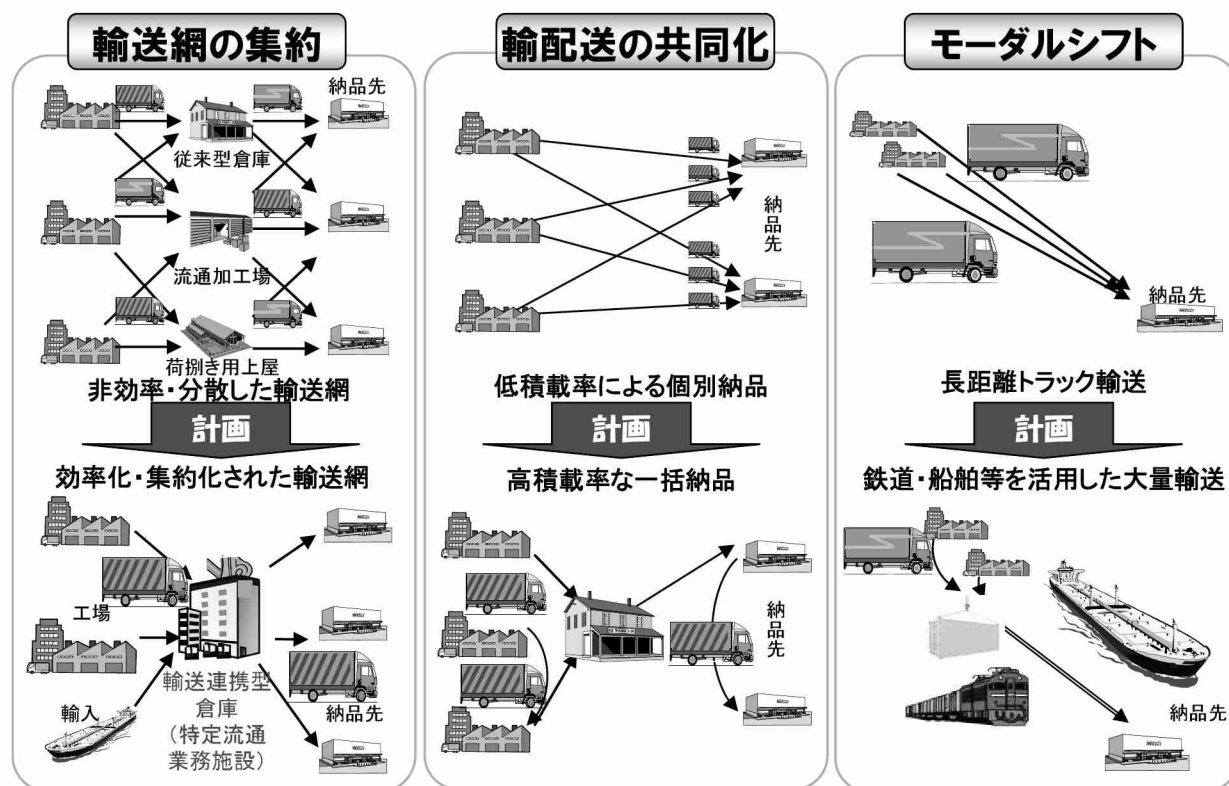 輸送網の集約
納品先
従来型倉庫
流通加工場
荷捌き用上屋
非効率・分散した輸送網
計画
効率化・集約化された輸送網
工場
輸入
輸送連携型
倉庫
(特定流通
業務施設)
納品先
輸配送の共同化
納品先
低積載率による個別納品
計画
高積載率な一括納品
納品先
モーダルシフト
納品先
長距離トラック輸送
計画
鉄道・船舶等を活用した大量輸送
納品先